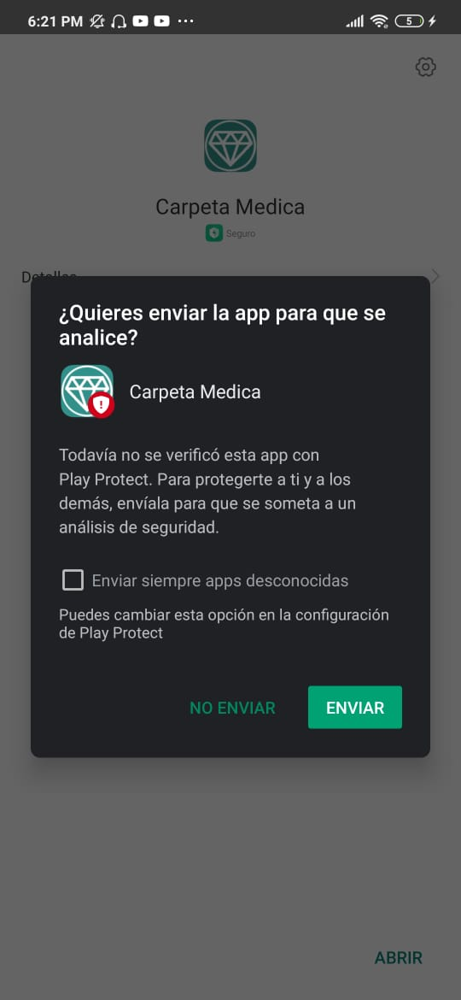 6:21 PM
5
Carpeta Medica
Seguro
Detalles
¿Quieres enviar la app para que se
analice?
Carpeta Medica
Todavía no se verificó esta app con
Play Protect. Para protegerte a ti y a los
demás, envíala para que se someta a un
análisis de seguridad.
Enviar siempre apps desconocidas
Puedes cambiar esta opción en la configuración
de Play Protect
NO ENVIAR
ENVIAR
ABRIR